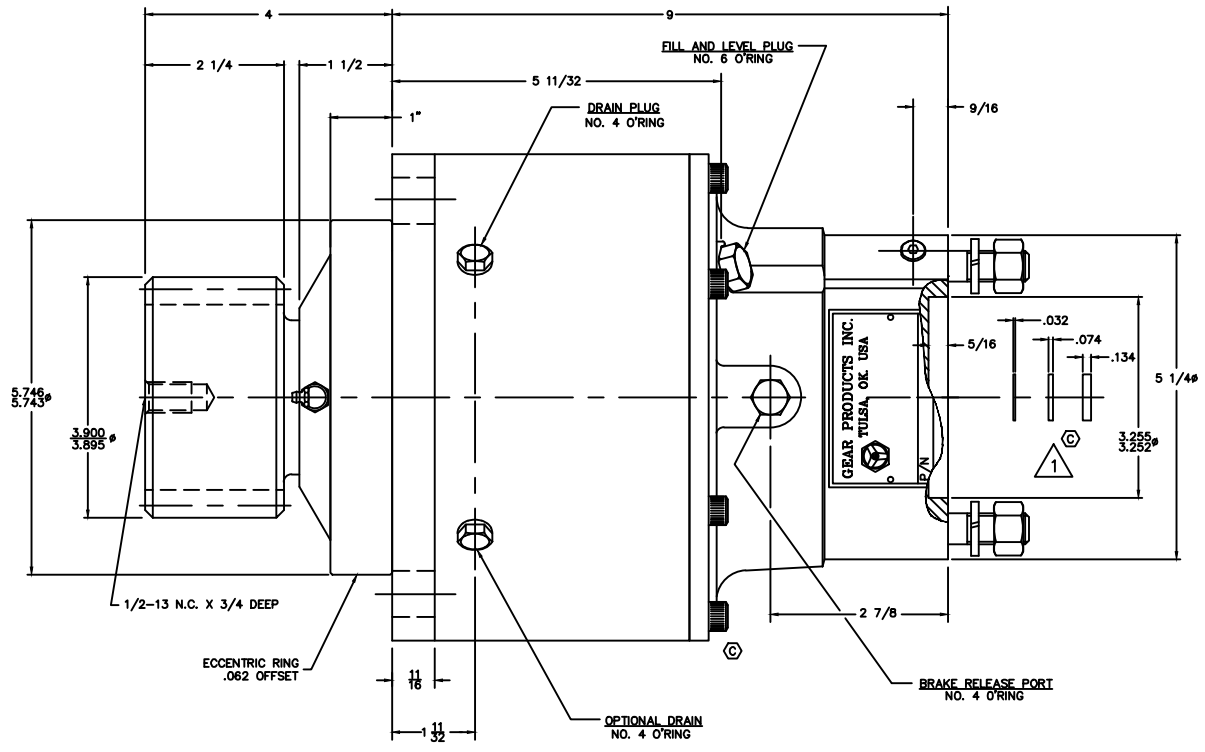 4
9
2 1/4
1 1/2
5 11/32
FILL AND LEVEL PLUG
NO. 6 O'RING
1"
DRAIN PLUG
NO. 4 O'RING
9/16
.032
.074
.134
5/16
5 1/4ø
5.746
5.743ø
3.900
3.895ø
GEAR PRODUCTS INC.
TULSA, OK. USA
P/N
C
1
3.255
3.252ø
1/2-13 N.C. X 3/4 DEEP
2 7/8
C
ECCENTRIC RING
.062 OFFSET
11
16
BRAKE RELEASE PORT
NO. 4 O'RING
1 11
32
OPTIONAL DRAIN
NO. 4 O'RING